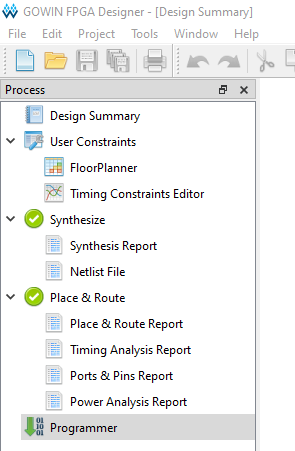 GOWIN FPGA Designer - [Design Summary]
File Edit Project Tools Window Help
Process
Design Summary
User Constraints
FloorPlanner
Timing Constraints Editor
Synthesize
Synthesis Report
Netlist File
Place & Route
Place & Route Report
Timing Analysis Report
Ports & Pins Report
Power Analysis Report
Programmer